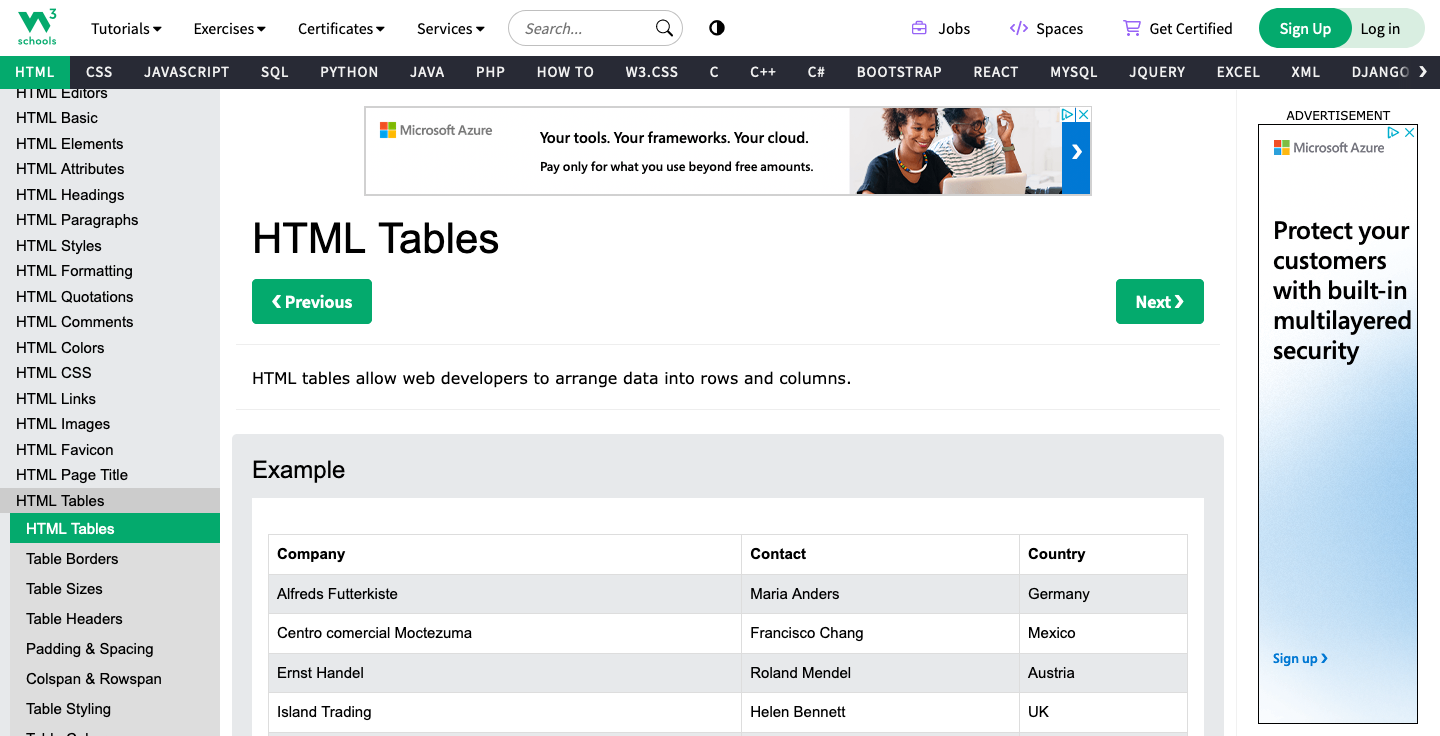 3
schools
Tutorials
Exercises
Certificates
Services
Search...
Jobs
Spaces
Get Certified
Sign Up
Log in
HTML
CSS
JAVASCRIPT
SQL
PYTHON
JAVA
PHP
HOW TO
W3.CSS
C
C++
C#
BOOTSTRAP
REACT
MYSQL
JQUERY
EXCEL
XML
DJANGO
HTML Editors
HTML Basic
HTML Elements
HTML Attributes
HTML Headings
HTML Paragraphs
HTML Styles
HTML Formatting
HTML Quotations
HTML Comments
HTML Colors
HTML CSS
HTML Links
HTML Images
HTML Favicon
HTML Page Title
HTML Tables
HTML Tables
Table Borders
Table Sizes
Table Headers
Padding & Spacing
Colspan & Rowspan
Table Styling
Microsoft Azure
Your tools. Your frameworks. Your cloud.
Pay only for what you use beyond free amounts.
HTML Tables
❮ Previous
Next ❯
HTML tables allow web developers to arrange data into rows and columns.
Example
Company Contact Country
Alfreds Futterkiste Maria Anders Germany
Centro comercial Moctezuma Francisco Chang Mexico
Ernst Handel Roland Mendel Austria
Island Trading Helen Bennett UK
ADVERTISEMENT
Microsoft Azure
Protect your
customers
with built-in
multilayered
security
Sign up ❯